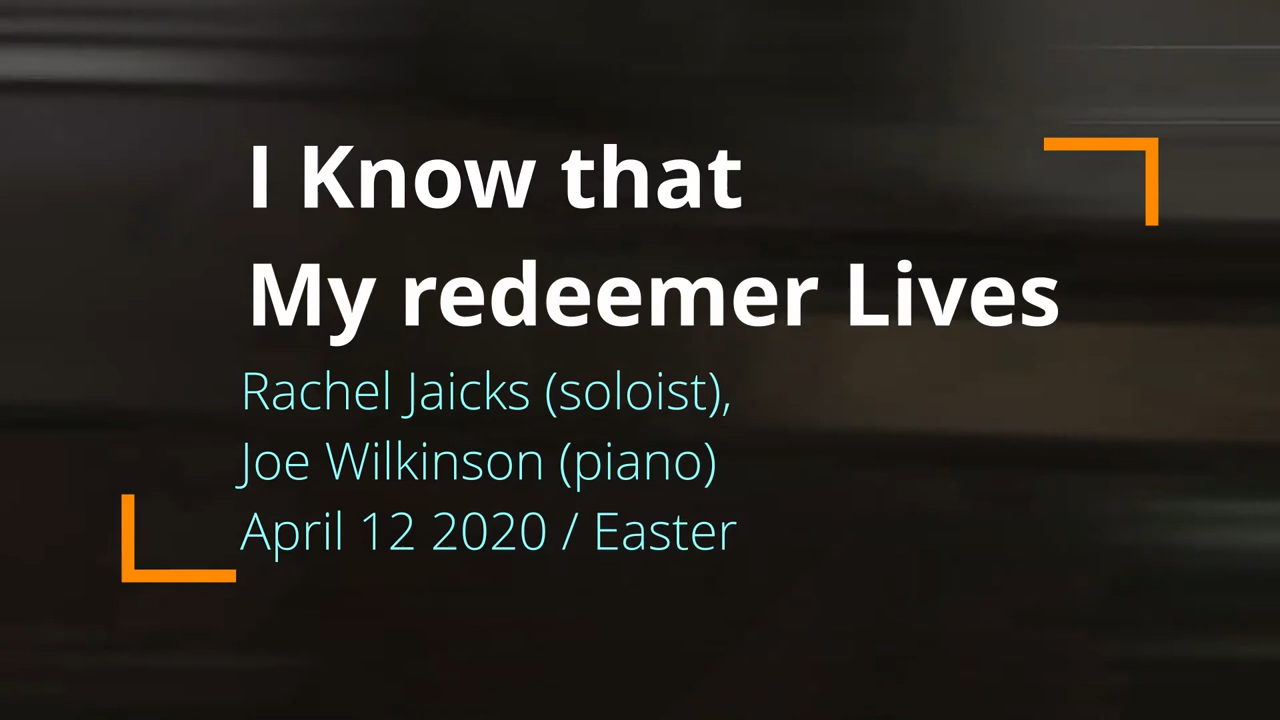 I Know that
My redeemer Lives
Rachel Jaicks (soloist),
Joe Wilkinson (piano)
April 12 2020 / Easter